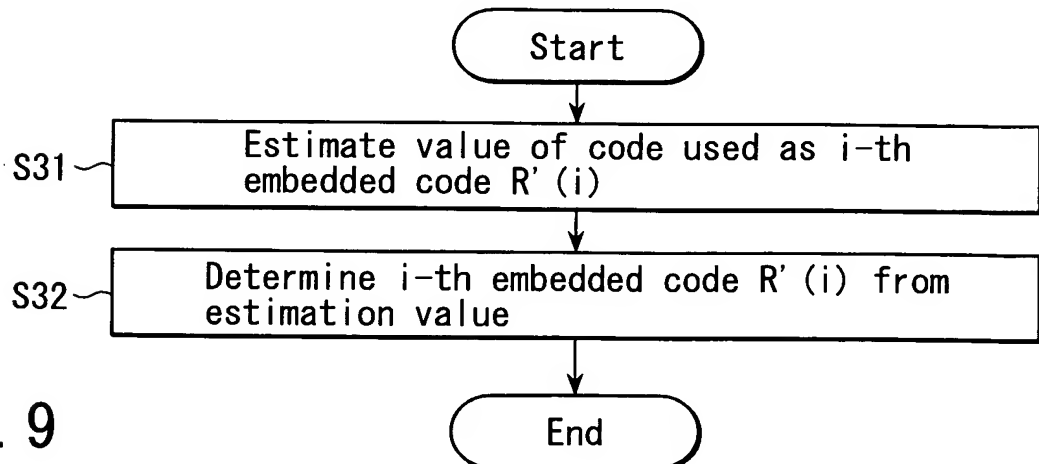 Start
S31
Estimate value of code used as i-th
embedded code R'(i)
S32
Determine i-th embedded code R'(i) from
estimation value
. 9
End